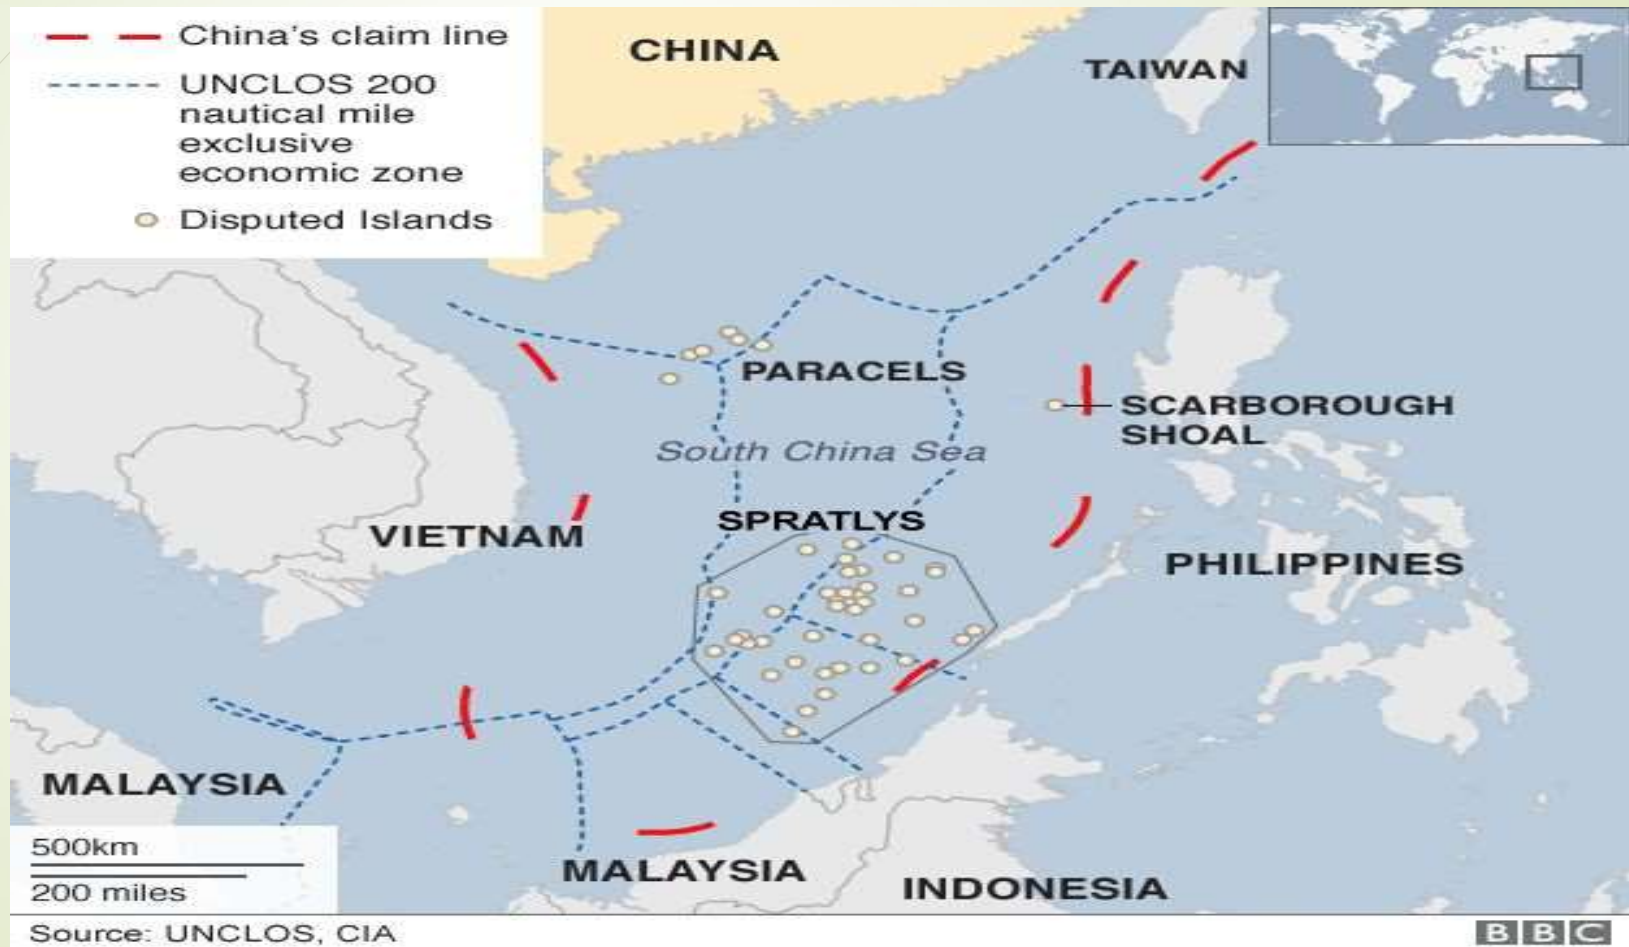 China's claim line
UNCLOS 200
nautical mile
exclusive
economic zone
Disputed Islands
CHINA
TAIWAN
PARACELS
SCARBOROUGH
SHOAL
South China Sea
SPRATLYS
VIETNAM
PHILIPPINES
MALAYSIA
500km
200 miles
MALAYSIA
INDONESIA
Source: UNCLOS, CIA
BBC